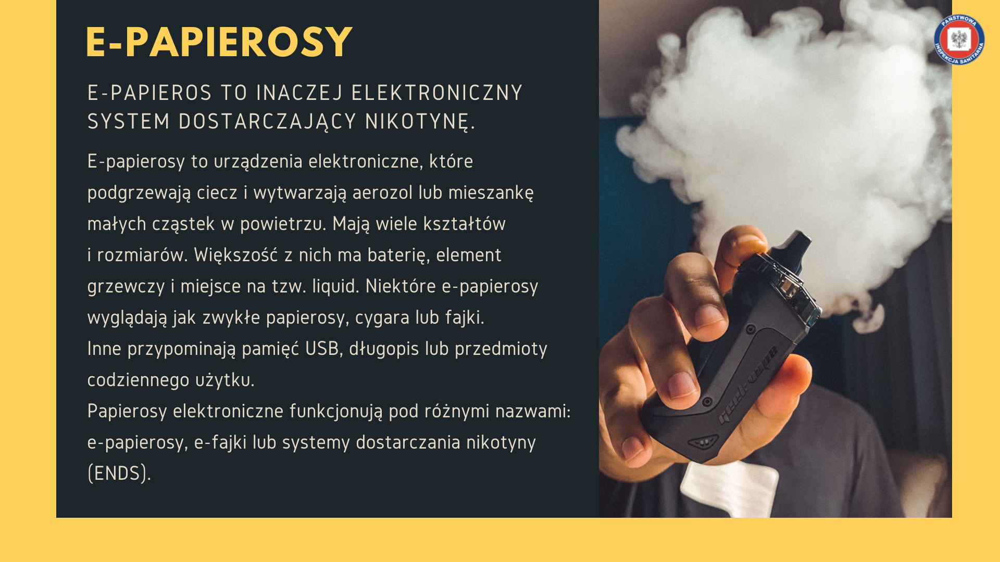 E-PAPIEROSY
E-PAPIEROS TO INACZEJ ELEKTRONICZNY
SYSTEM DOSTARCZAJĄCY NIKOTYNĘ.
E-papierosy to urządzenia elektroniczne, które
podgrzewają ciecz i wytwarzają aerozol lub mieszankę
małych cząstek w powietrzu. Mają wiele kształtów
i rozmiarów. Większość z nich ma baterię, element
grzewczy i miejsce na tzw. liquid. Niektóre e-papierosy
wyglądają jak zwykłe papierosy, cygara lub fajki.
Inne przypominają pamięć USB, długopis lub przedmioty
codziennego użytku.
Papierosy elektroniczne funkcjonują pod różnymi nazwami:
e-papierosy, e-fajki lub systemy dostarczania nikotyny
(ENDS).
PAŃSTWOWA
INSPEKCJA SANITARNA
geek vape